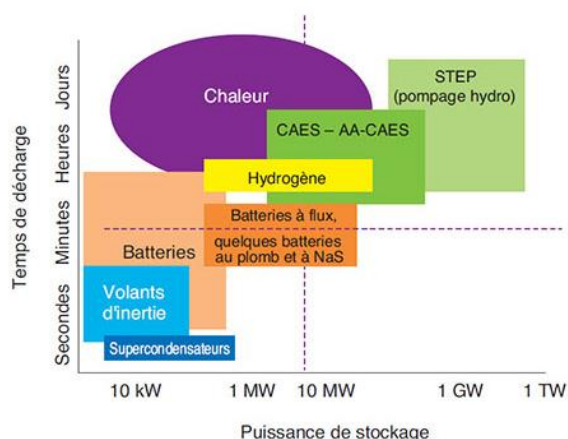 Temps de décharge
Jours
Heures
Minutes
Secondes
Chaleur
STEP
(pompage hydro)
CAES – AA-CAES
Hydrogène
Batteries à flux,
quelques batteries
au plomb et à NaS
Batteries
Volants
d'inertie
Supercondensateurs
10 kW
1 MW
10 MW
1 GW
1 TW
Puissance de stockage